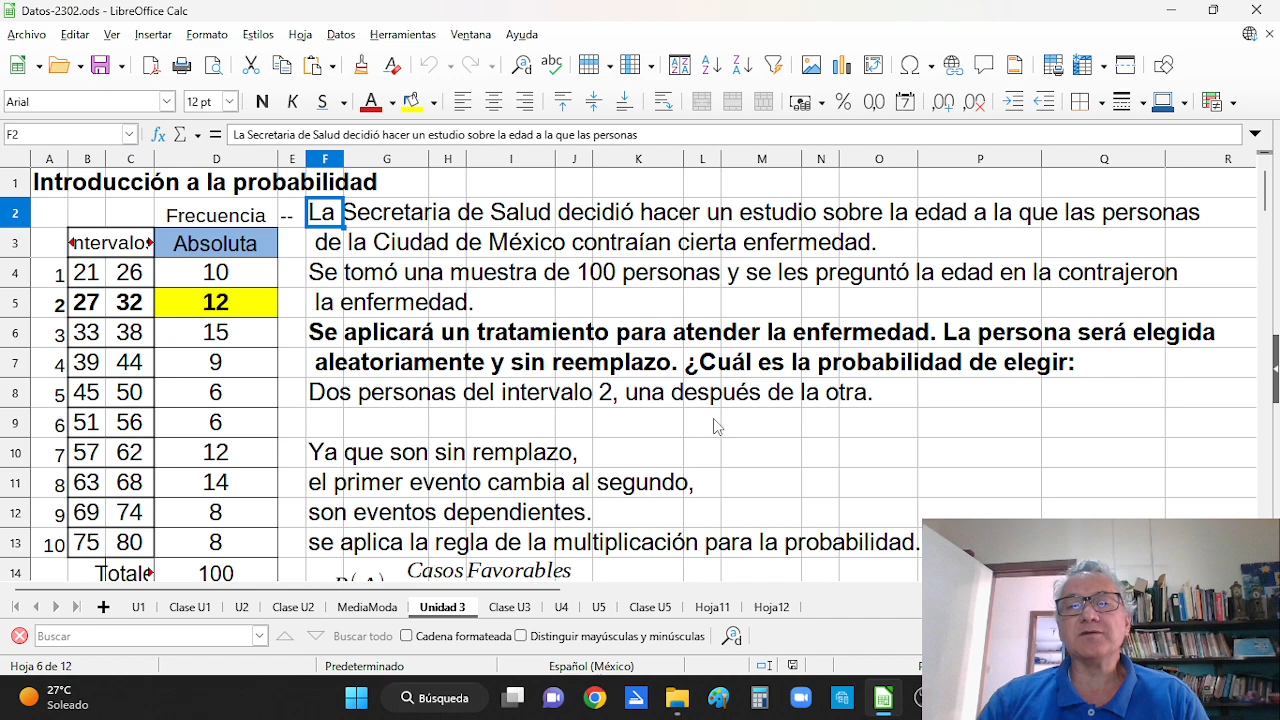 Datos-2302.ods - LibreOffice Calc
Archivo Editar Ver Insertar Formato Estilos Hoja Datos Herramientas Ventana Ayuda
Arial 12 pt N K S
F2 La Secretaria de Salud decidió hacer un estudio sobre la edad a la que las personas
A B C D E F G H I J K L M N O P Q R
1 Introducción a la probabilidad
2 Frecuencia -- La Secretaria de Salud decidió hacer un estudio sobre la edad a la que las personas
3 ntervalo Absoluta de la Ciudad de México contraían cierta enfermedad.
4 1 21 26 10 Se tomó una muestra de 100 personas y se les preguntó la edad en la contrajeron
5 2 27 32 12 la enfermedad.
6 3 33 38 15 Se aplicará un tratamiento para atender la enfermedad. La persona será elegida
7 4 39 44 9 aleatoriamente y sin reemplazo. ¿Cuál es la probabilidad de elegir:
8 5 45 50 6 Dos personas del intervalo 2, una después de la otra.
9 6 51 56 6
10 7 57 62 12 Ya que son sin remplazo,
11 8 63 68 14 el primer evento cambia al segundo,
12 9 69 74 8 son eventos dependientes.
13 10 75 80 8 se aplica la regla de la multiplicación para la probabilidad.
14 Totale 100 Casos Favorables
U1 Clase U1 U2 Clase U2 MediaModa Unidad 3 Clase U3 U4 U5 Clase U5 Hoja11 Hoja12
Buscar Buscar todo Cadena formateada Distinguir mayúsculas y minúsculas
Hoja 6 de 12 Predeterminado Español (México)
27°C
Soleado
Búsqueda